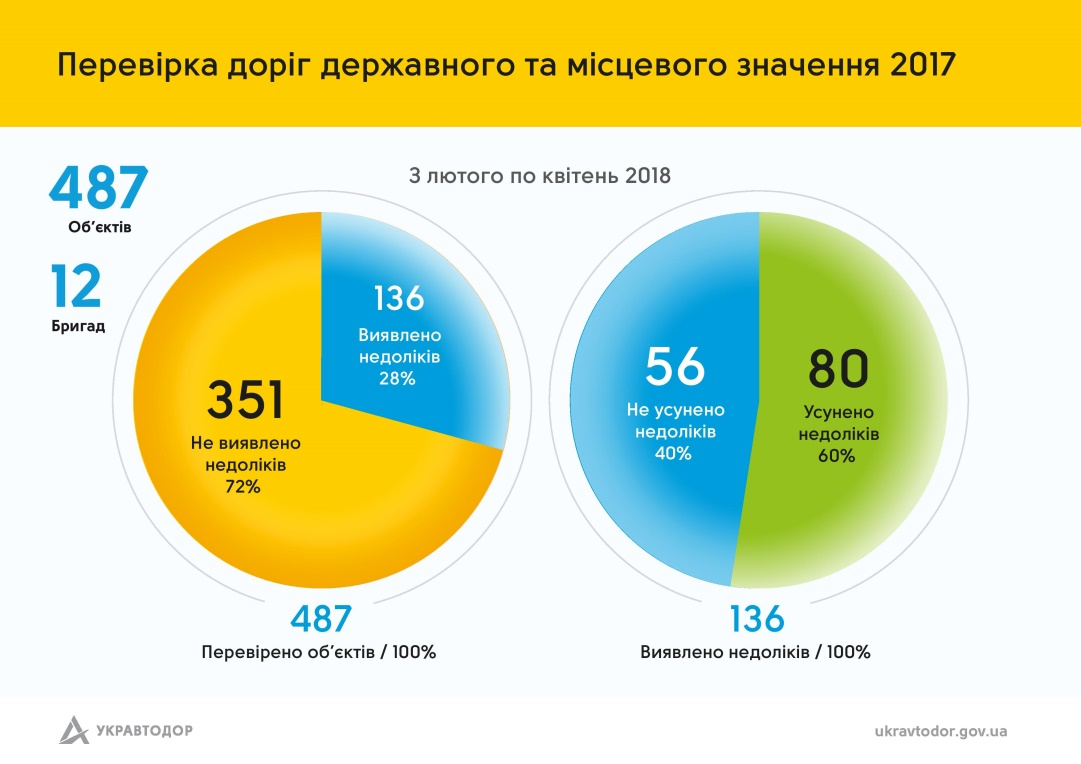 Перевірка доріг державного та місцевого значення 2017
З лютого по квітень 2018
487
Об'єктів
12
Бригад
136
Виявлено
недоліків
28%
351
Не виявлено
недоліків
72%
487
Перевірено об'єктів / 100%
56
Не усунено
недоліків
40%
80
Усунено
недоліків
60%
136
Виявлено недоліків / 100%
УКРАВТОДОР
ukravtodor.gov.ua